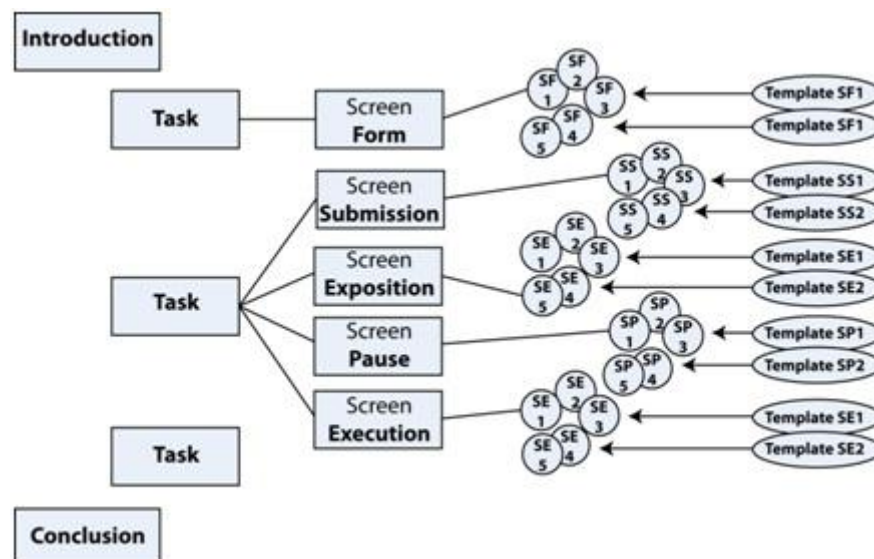 Introduction
Task
Screen
Form
SF
1
SF
2
SF
3
SF
4
SF
5
Template SF1
Template SF1
Screen
Submission
SS
1
SS
2
SS
3
SS
4
SS
5
Template SS1
Template SS2
Task
Screen
Exposition
SE
1
SE
2
SE
3
SE
4
SE
5
Template SE1
Template SE2
Screen
Pause
SP
1
SP
2
SP
3
SP
4
SP
5
Template SP1
Template SP2
Screen
Execution
SE
1
SE
2
SE
3
SE
4
SE
5
Template SE1
Template SE2
Task
Conclusion